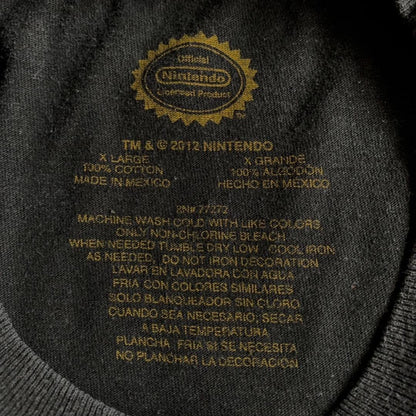 Official
Nintendo
Licensed Product
TM
TM & © 2012 NINTENDO
X LARGE X GRANDE
100% COTTON 100% ALGODÓN
MADE IN MEXICO HECHO EN MEXICO
RN# 77272
MACHINE WASH COLD WITH LIKE COLORS
ONLY NON-CHLORINE BLEACH
WHEN NEEDED TUMBLE DRY LOW COOL IRON
AS NEEDED. DO NOT IRON DECORATION
LAVAR EN LAVADORA CON AGUA
FRIA CON COLORES SIMILARES
SOLO BLANQUEADOR SIN CLORO
CUANDO SEA NECESARIO, SECAR
A BAJA TEMPERATURA
PLANCHA FRIA SI SE NECESITA
NO PLANCHAR LA DECORACIÓN